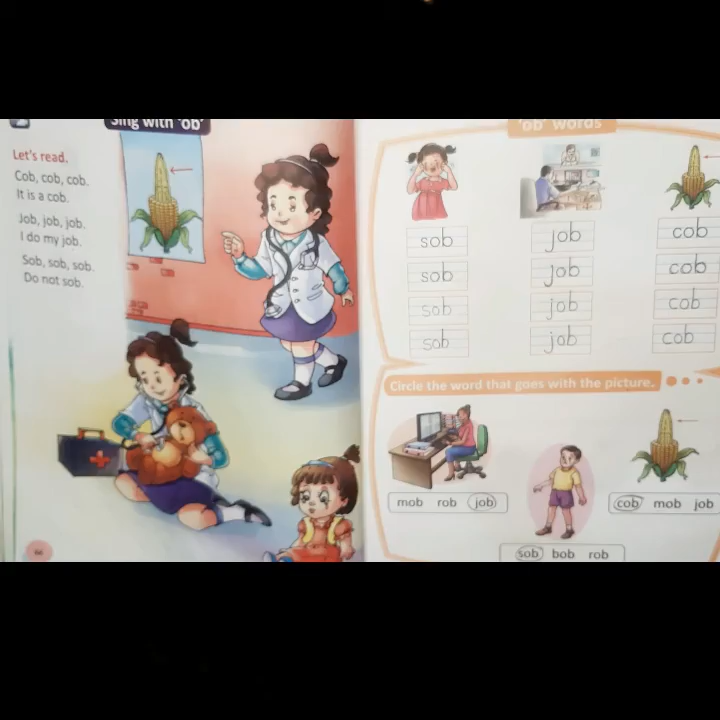 Sing with 'ob'
Let's read.
Cob, cob, cob.
It is a cob.
Job, job, job.
I do my job.
Sob, sob, sob.
Do not sob.
66
'ob' words
sob job cob
sob job cob
sob job cob
sob job cob
Circle the word that goes with the picture.
mob rob job
cob mob job
sob bob rob